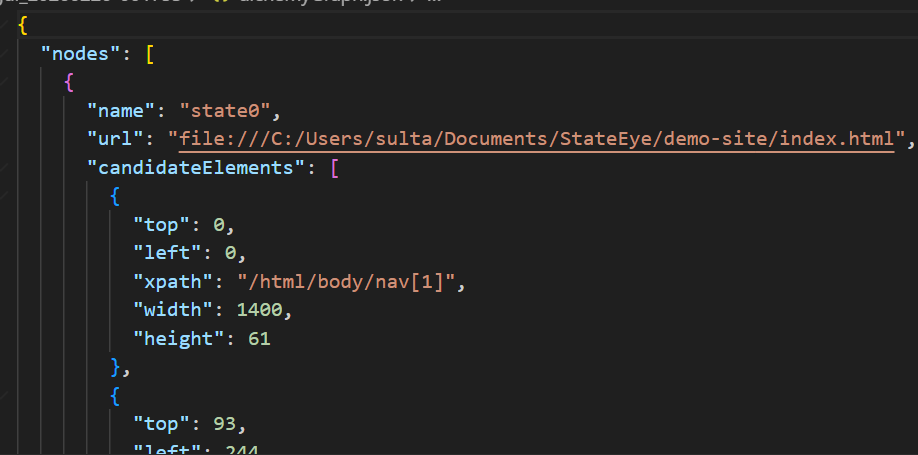 {
"nodes": [
{
"name": "state0",
"url": "file:///C:/Users/sulta/Documents/StateEye/demo-site/index.html",
"candidateElements": [
{
"top": 0,
"left": 0,
"xpath": "/html/body/nav[1]",
"width": 1400,
"height": 61
},
{
"top": 93,
"left": 244